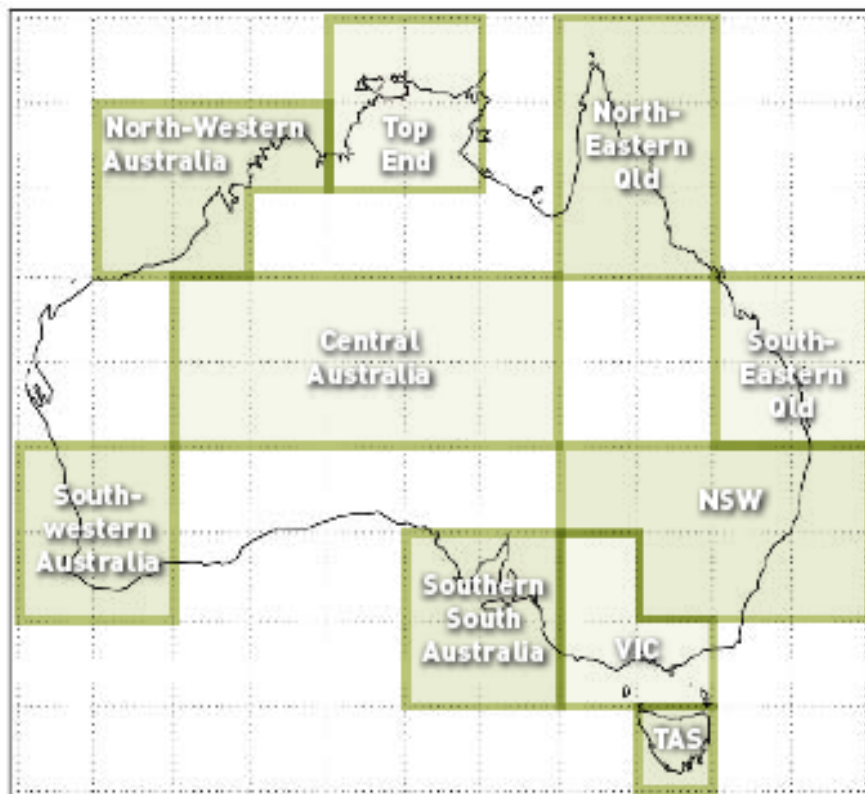 North-Western
Australia
Top
End
North-
Eastern
Qld
Central
Australia
South-
Eastern
Qld
South-
western
Australia
NSW
Southern
South
Australia
VIC
TAS